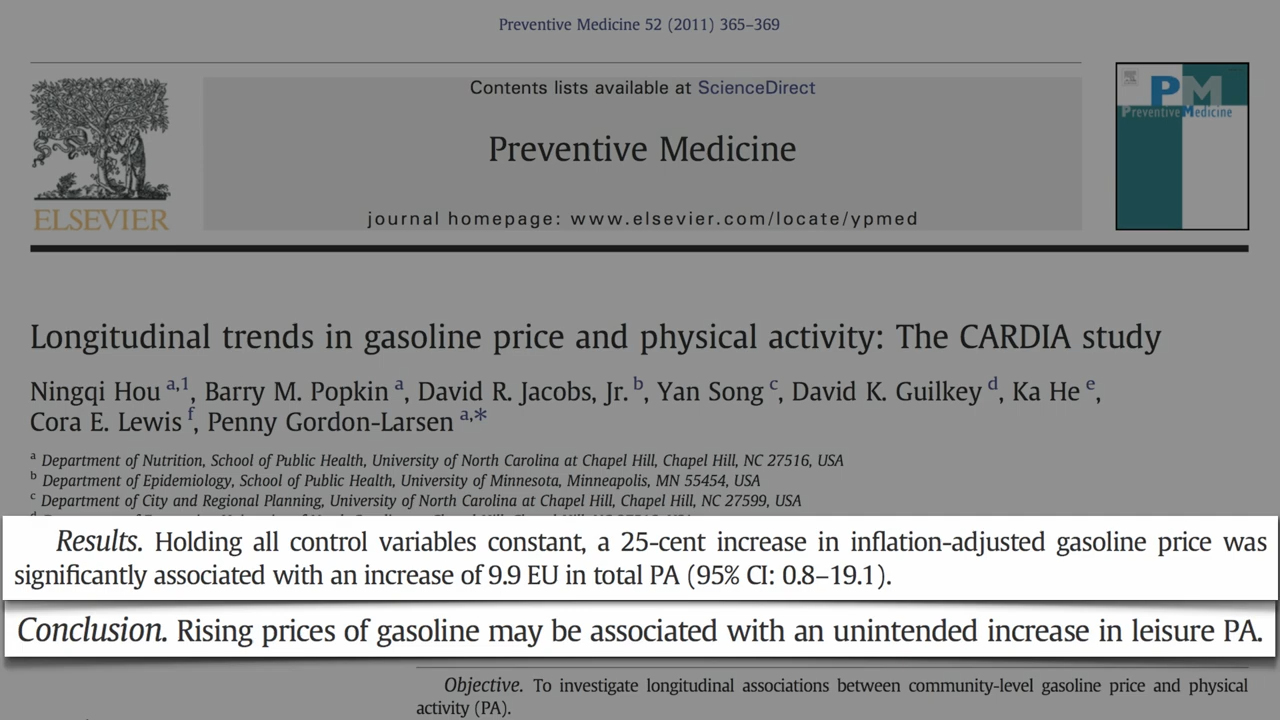 Preventive Medicine 52 (2011) 365–369
Contents lists available at ScienceDirect
Preventive Medicine
journal homepage: www.elsevier.com/locate/ypmed
ELSEVIER
PM
Preventive Medicine
Longitudinal trends in gasoline price and physical activity: The CARDIA study
Ningqi Hou a,1, Barry M. Popkin a, David R. Jacobs, Jr. b, Yan Song c, David K. Guilkey d, Ka He e,
Cora E. Lewis f, Penny Gordon-Larsen a,*
a Department of Nutrition, School of Public Health, University of North Carolina at Chapel Hill, Chapel Hill, NC 27516, USA
b Department of Epidemiology, School of Public Health, University of Minnesota, Minneapolis, MN 55454, USA
c Department of City and Regional Planning, University of North Carolina at Chapel Hill, Chapel Hill, NC 27599, USA
Results. Holding all control variables constant, a 25-cent increase in inflation-adjusted gasoline price was
significantly associated with an increase of 9.9 EU in total PA (95% CI: 0.8–19.1).
Conclusion. Rising prices of gasoline may be associated with an unintended increase in leisure PA.
Objective. To investigate longitudinal associations between community-level gasoline price and physical
activity (PA).